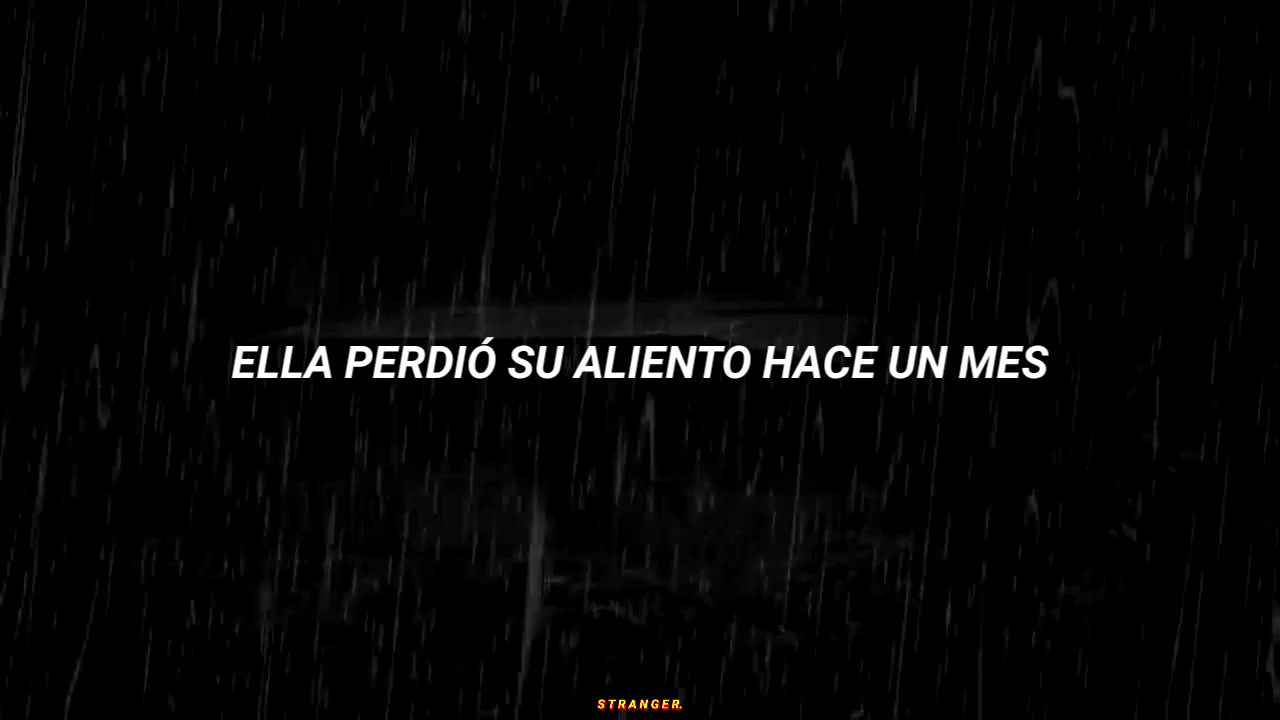 ELLA PERDIÓ SU ALIENTO HACE UN MES
STRANGER.